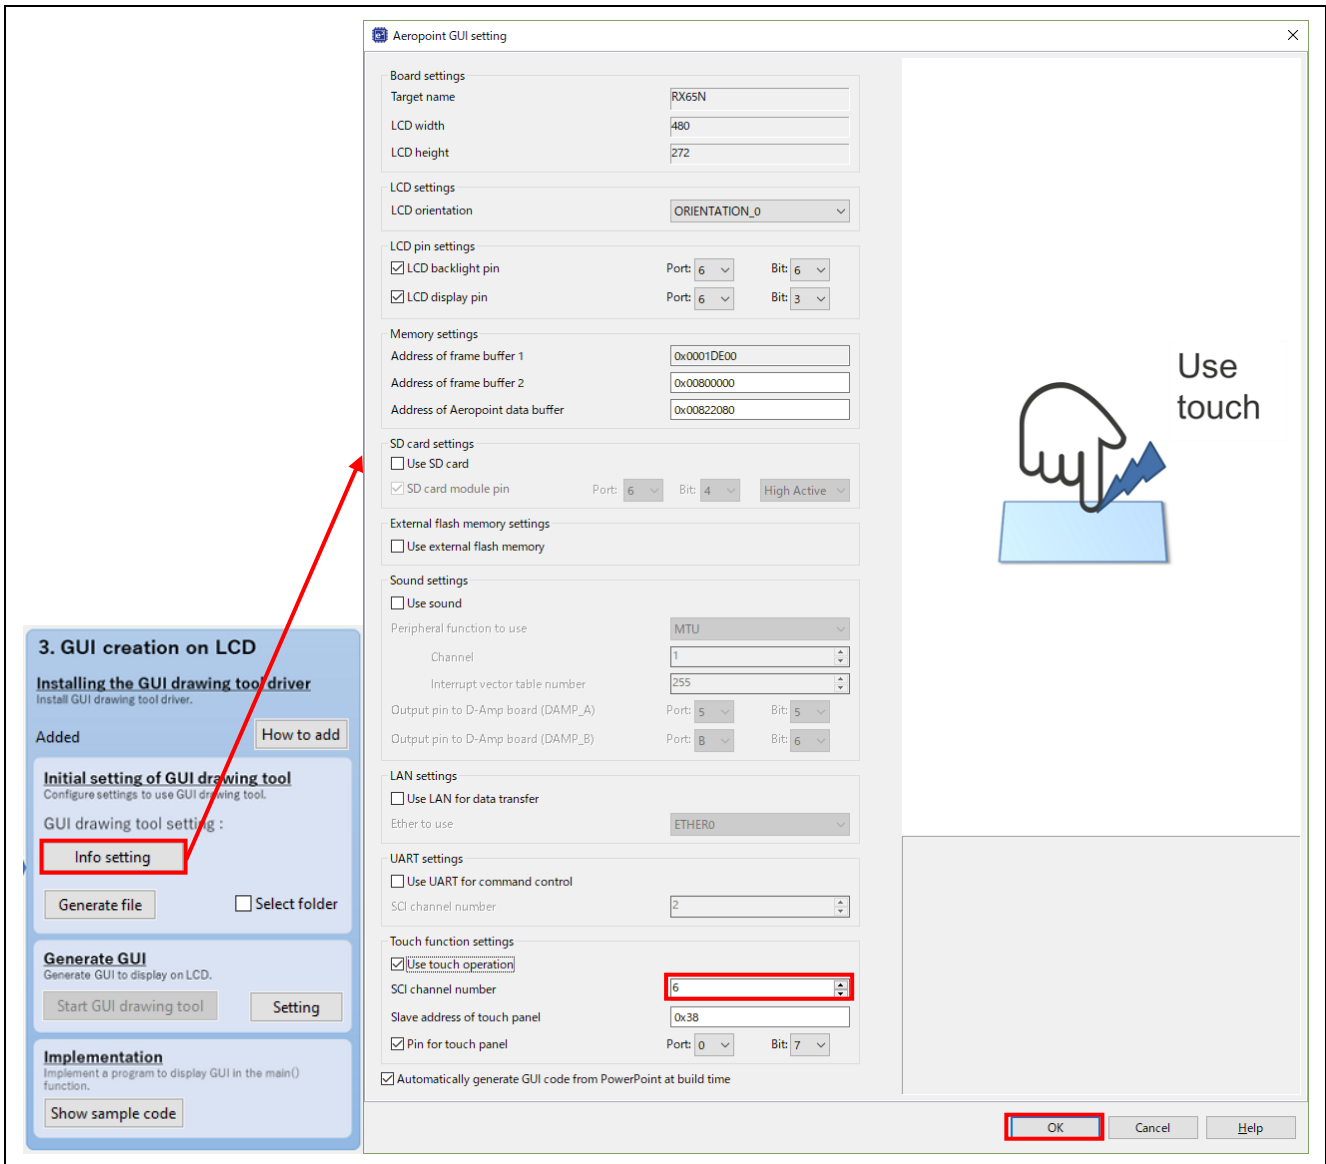 Aeropoint GUI setting
Board settings
Target name RX65N
LCD width 480
LCD height 272
LCD settings
LCD orientation ORIENTATION_0
LCD pin settings
LCD backlight pin Port: 6 Bit: 6
LCD display pin Port: 6 Bit: 3
Memory settings
Address of frame buffer 1 0x0001DE00
Address of frame buffer 2 0x00800000
Address of Aeropoint data buffer 0x00822080
SD card settings
Use SD card
SD card module pin Port: 6 Bit: 4 High Active
External flash memory settings
Use external flash memory
Sound settings
Use sound
Peripheral function to use MTU
Channel 1
Interrupt vector table number 255
Output pin to D-Amp board (DAMP_A) Port: 5 Bit: 5
Output pin to D-Amp board (DAMP_B) Port: B Bit: 6
LAN settings
Use LAN for data transfer
Ether to use ETHER0
UART settings
Use UART for command control
SCI channel number 2
Touch function settings
Use touch operation
SCI channel number 6
Slave address of touch panel 0x38
Pin for touch panel Port: 0 Bit: 7
Automatically generate GUI code from PowerPoint at build time
Use
touch
OK Cancel Help
3. GUI creation on LCD
Installing the GUI drawing tool driver
Install GUI drawing tool driver.
Added How to add
Initial setting of GUI drawing tool
Configure settings to use GUI drawing tool.
GUI drawing tool setting :
Info setting
Generate file Select folder
Generate GUI
Generate GUI to display on LCD.
Start GUI drawing tool Setting
Implementation
Implement a program to display GUI in the main()
function.
Show sample code